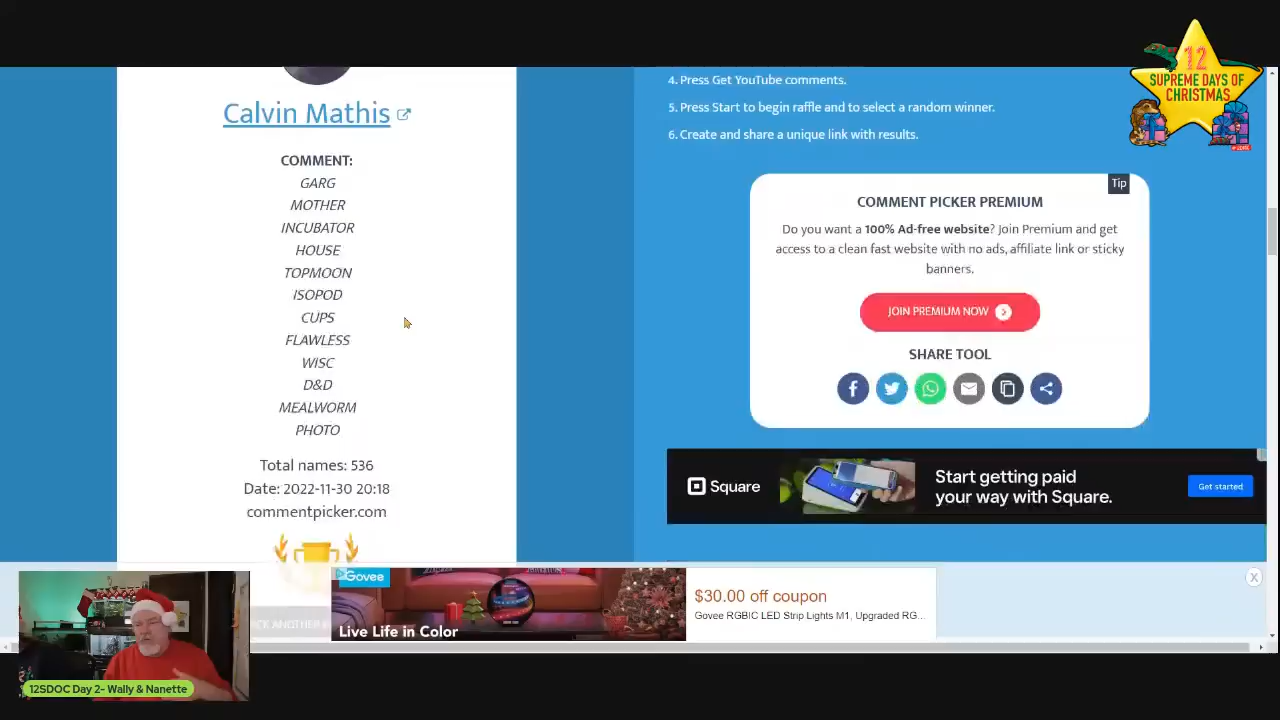 12
SUPREME DAYS OF
CHRISTMAS
Calvin Mathis
COMMENT:
GARG
MOTHER
INCUBATOR
HOUSE
TOPMOON
ISOPOD
CUPS
FLAWLESS
WISC
D&D
MEALWORM
PHOTO
Total names: 536
Date: 2022-11-30 20:18
commentpicker.com
4. Press Get YouTube comments.
5. Press Start to begin raffle and to select a random winner.
6. Create and share a unique link with results.
Tip
COMMENT PICKER PREMIUM
Do you want a 100% Ad-free website? Join Premium and get
access to a clean fast website with no ads, affiliate link or sticky
banners.
JOIN PREMIUM NOW
SHARE TOOL
Square
Start getting paid
your way with Square.
Get started
Govee
Live Life in Color
$30.00 off coupon
Govee RGBIC LED Strip Lights M1, Upgraded RG...
X
12SDOC Day 2- Wally & Nanette